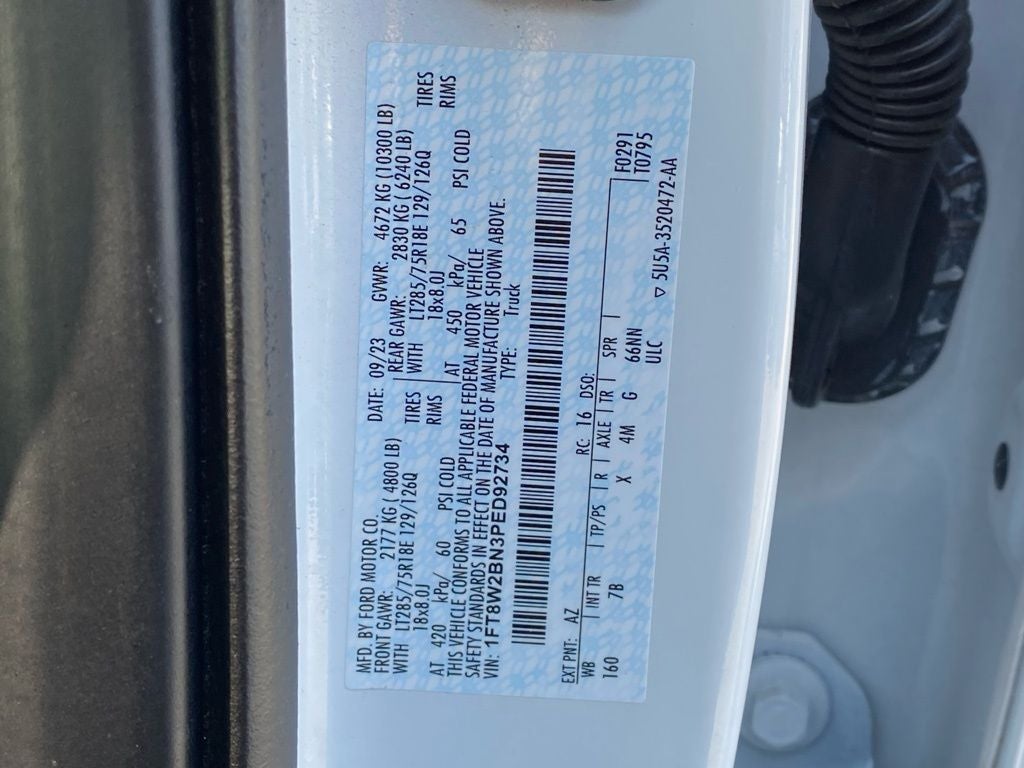 MFD. BY FORD MOTOR CO.
DATE: 09/23 GVWR: 4672 KG (10300 LB)
FRONT GAWR: 2177 KG ( 4800 LB) REAR GAWR: 2830 KG ( 6240 LB)
WITH LT285/75R18E 129/126Q TIRES WITH LT285/75R18E 129/126Q TIRES
18x8.0J RIMS 18x8.0J RIMS
AT 420 kPa/ 60 PSI COLD AT 450 kPa/ 65 PSI COLD
THIS VEHICLE CONFORMS TO ALL APPLICABLE FEDERAL MOTOR VEHICLE
SAFETY STANDARDS IN EFFECT ON THE DATE OF MANUFACTURE SHOWN ABOVE.
VIN: 1FT8W2BN3PED92734 TYPE: Truck
EXT PNT: AZ RC: 16 DSO: F0291
WB INT TR TP/PS R AXLE TR SPR T0795
160 7B X 4M G 66NN
ULC ▽ 5U5A-3520472-AA